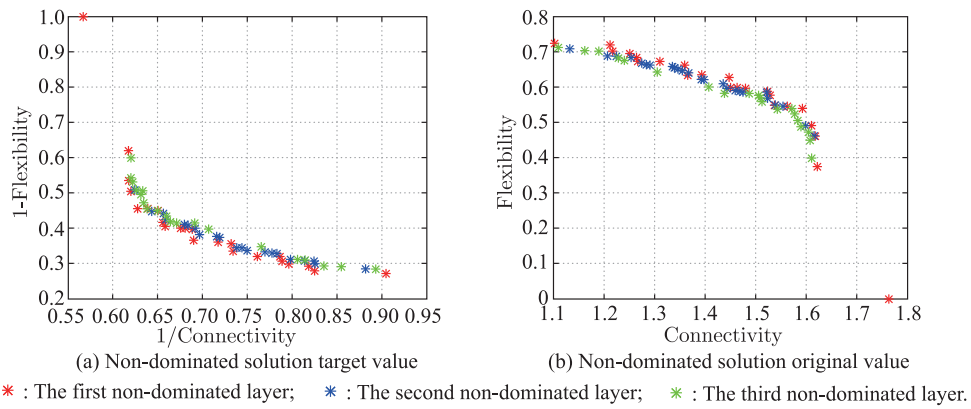 1.0
0.9
0.8
0.7
0.6
0.5
0.4
0.3
0.2
1-Flexibility
0.55 0.60 0.65 0.70 0.75 0.80 0.85 0.90 0.95
1/Connectivity
(a) Non-dominated solution target value
0.8
0.7
0.6
0.5
0.4
0.3
0.2
0.1
0
Flexibility
1.1 1.2 1.3 1.4 1.5 1.6 1.7 1.8
Connectivity
(b) Non-dominated solution original value
* : The first non-dominated layer; * : The second non-dominated layer; * : The third non-dominated layer.